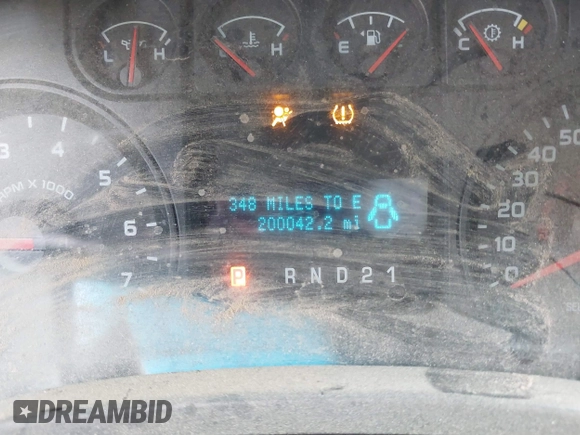 L H C H E F C H
3 4 5 6 7
RPM X 1000
348 MILES TO E
200042.2 mi
P R N D 2 1
50 40 30 20 10 0
DREAMBID